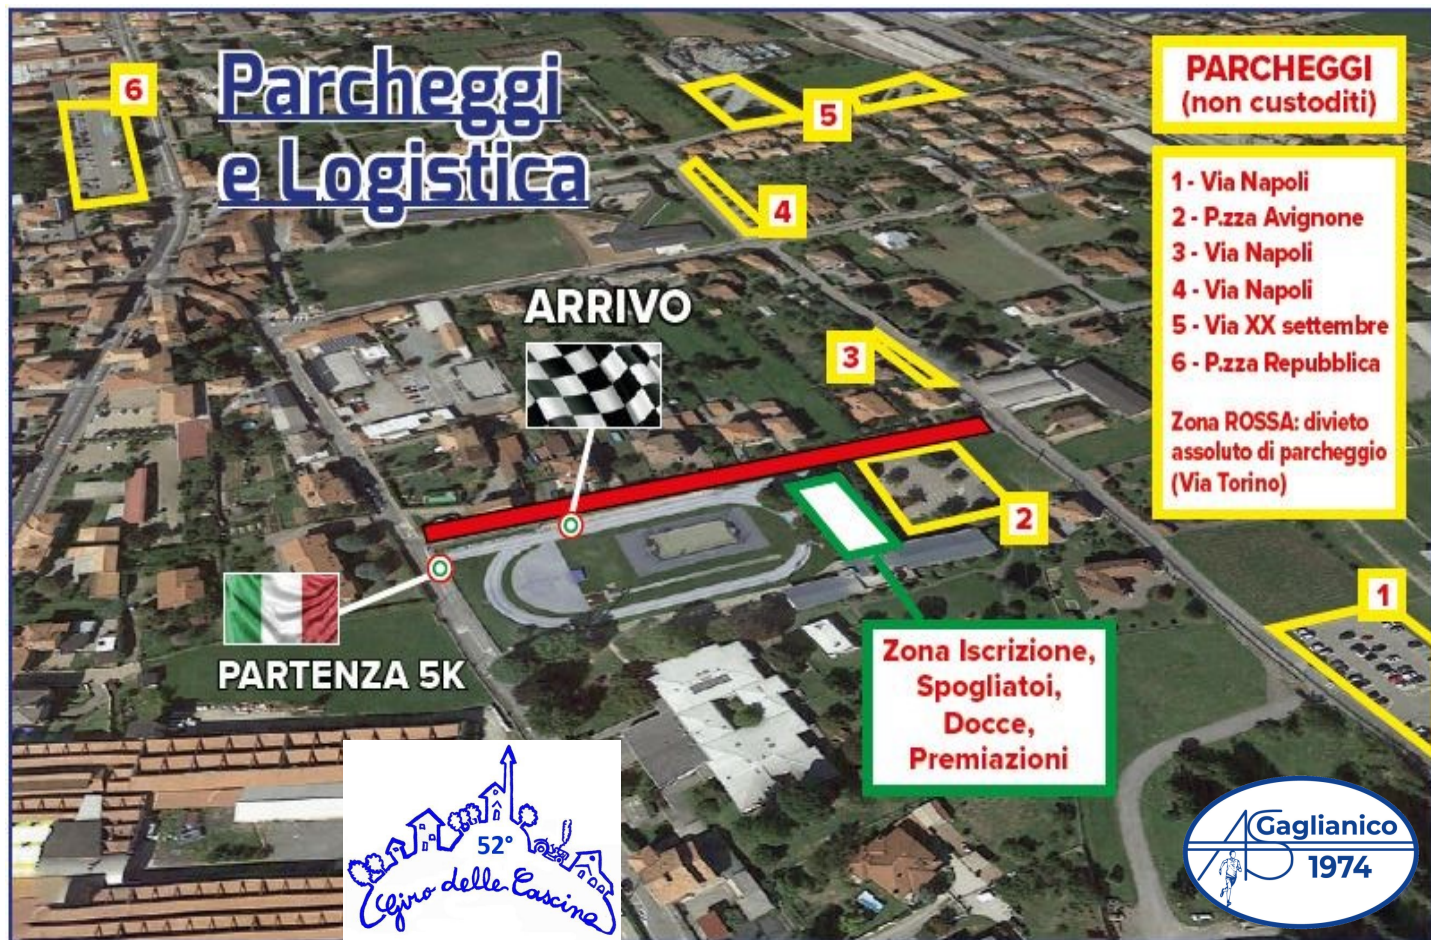 Parcheggi
e Logistica
6
5
4
PARCHEGGI
(non custoditi)
1 - Via Napoli
2 - P.zza Avignone
3 - Via Napoli
4 - Via Napoli
5 - Via XX settembre
6 - P.zza Repubblica
Zona ROSSA: divieto
assoluto di parcheggio
(Via Torino)
ARRIVO
3
2
1
PARTENZA 5K
Zona Iscrizione,
Spogliatoi,
Docce,
Premiazioni
52°
Giro delle Cascine
AS Gaglianico
1974